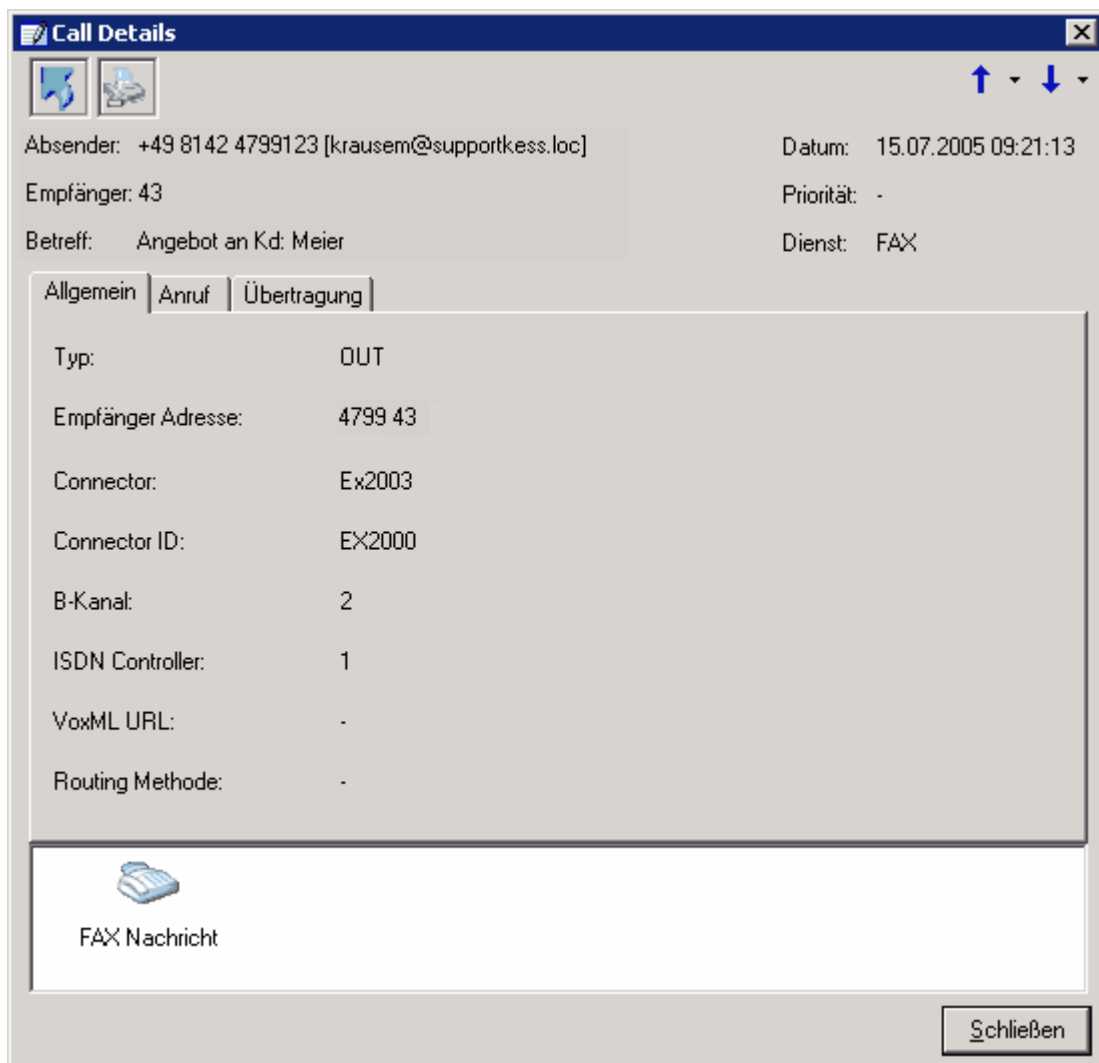 Call Details
Absender: +49 8142 4799123 [krausem@supportkess.loc] Datum: 15.07.2005 09:21:13
Empfänger: 43 Priorität: -
Betreff: Angebot an Kd: Meier Dienst: FAX
Allgemein Anruf Übertragung
Typ: OUT
Empfänger Adresse: 4799 43
Connector: Ex2003
Connector ID: EX2000
B-Kanal: 2
ISDN Controller: 1
VoxML URL: -
Routing Methode: -
FAX Nachricht
Schließen